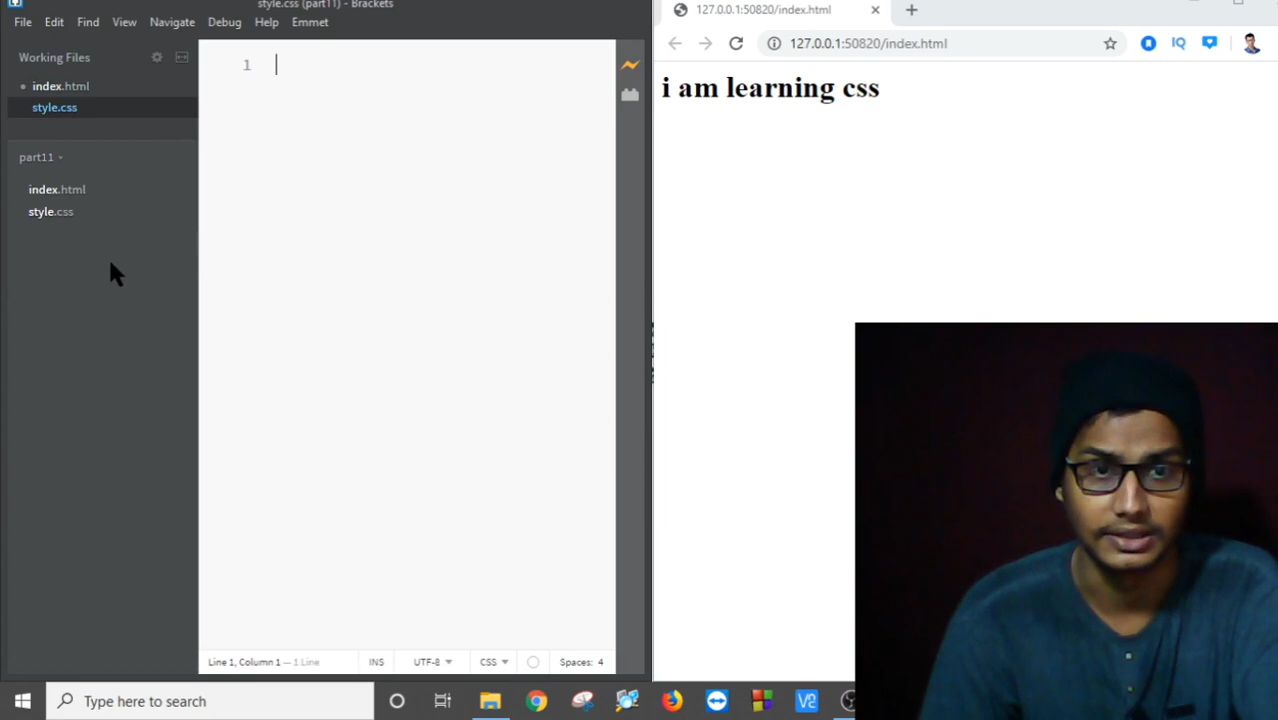 style.css (part11) - Brackets
File Edit Find View Navigate Debug Help Emmet
Working Files
index.html
style.css
part11
index.html
style.css
1
Line 1, Column 1 — 1 Line
INS
UTF-8
CSS
Spaces: 4
127.0.0.1:50820/index.html
127.0.0.1:50820/index.html
IQ
i am learning css
Type here to search